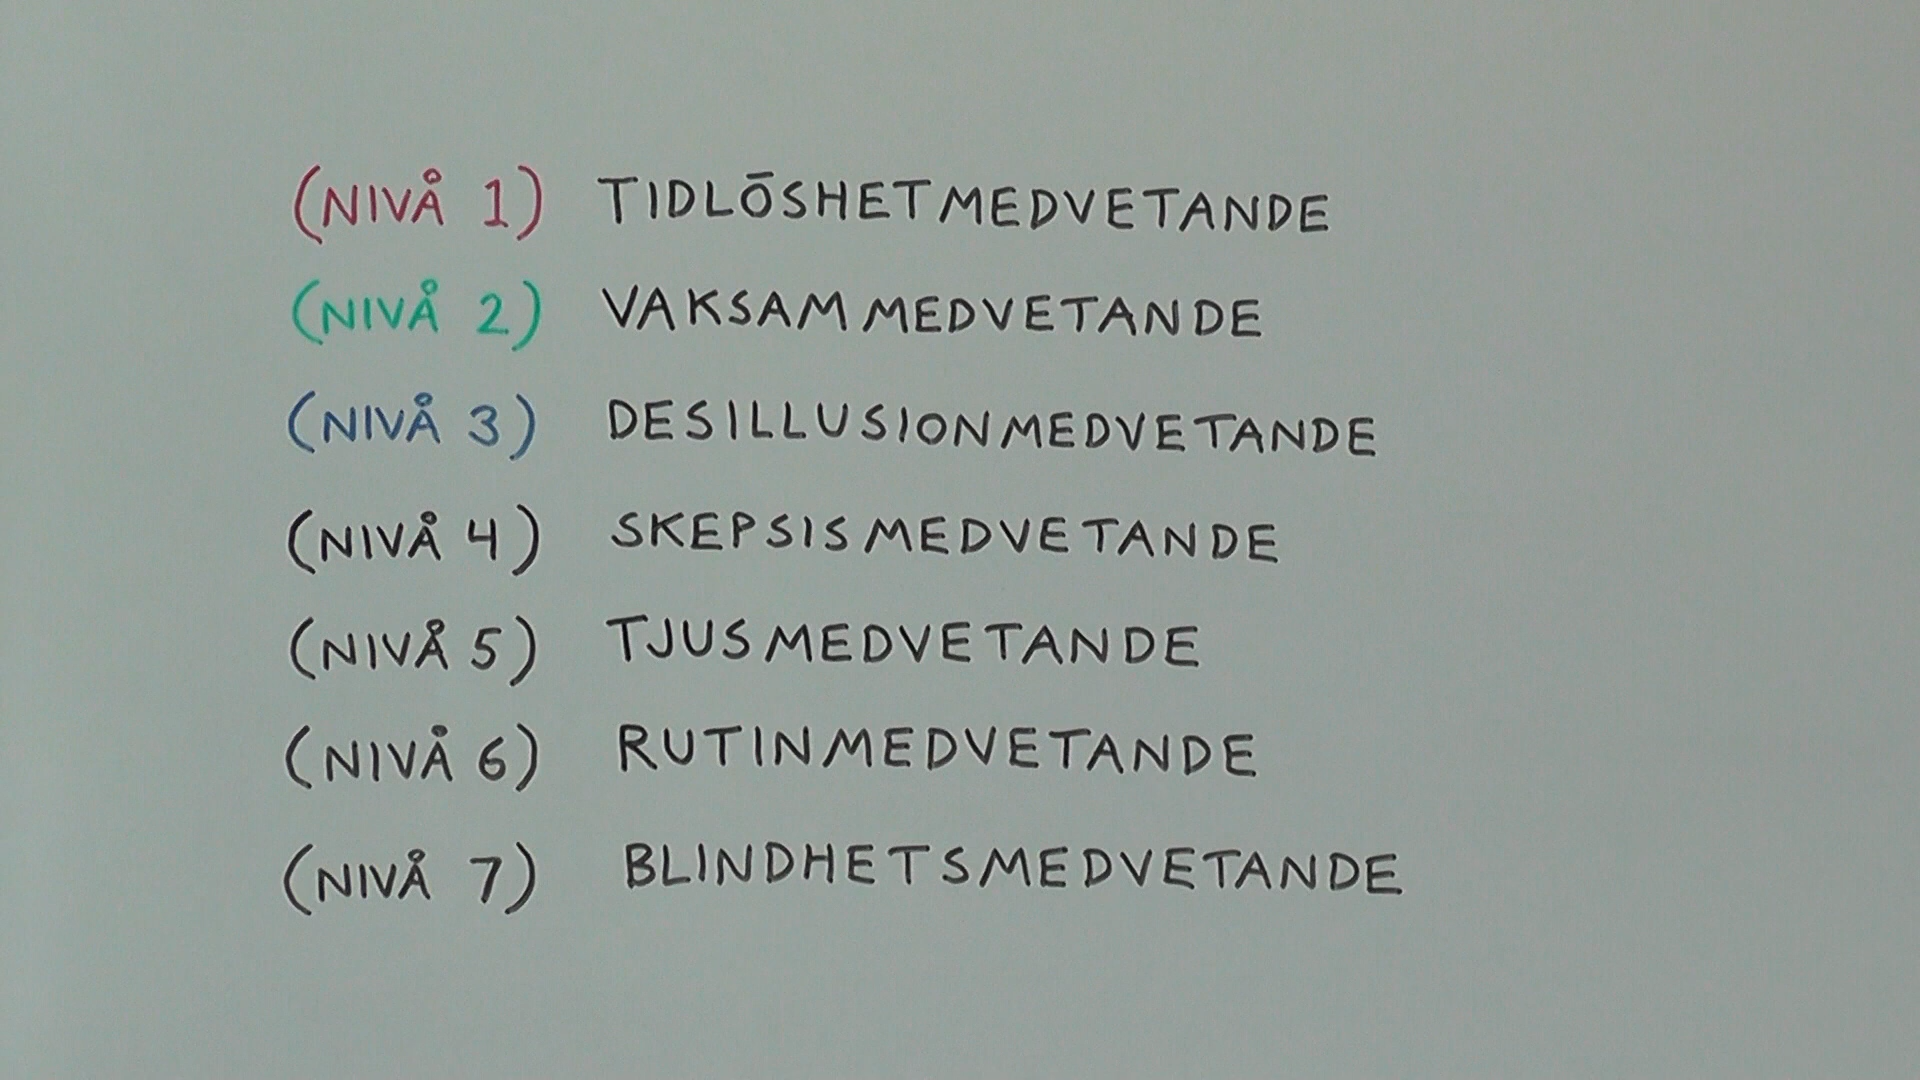 (NIVÅ 1) TIDLÖSHETMEDVETANDE
(NIVÅ 2) VAKSAMMEDVETANDE
(NIVÅ 3) DESILLUSIONMEDVETANDE
(NIVÅ 4) SKEPSISMEDVETANDE
(NIVÅ 5) TJUSMEDVETANDE
(NIVÅ 6) RUTINMEDVETANDE
(NIVÅ 7) BLINDHETSMEDVETANDE